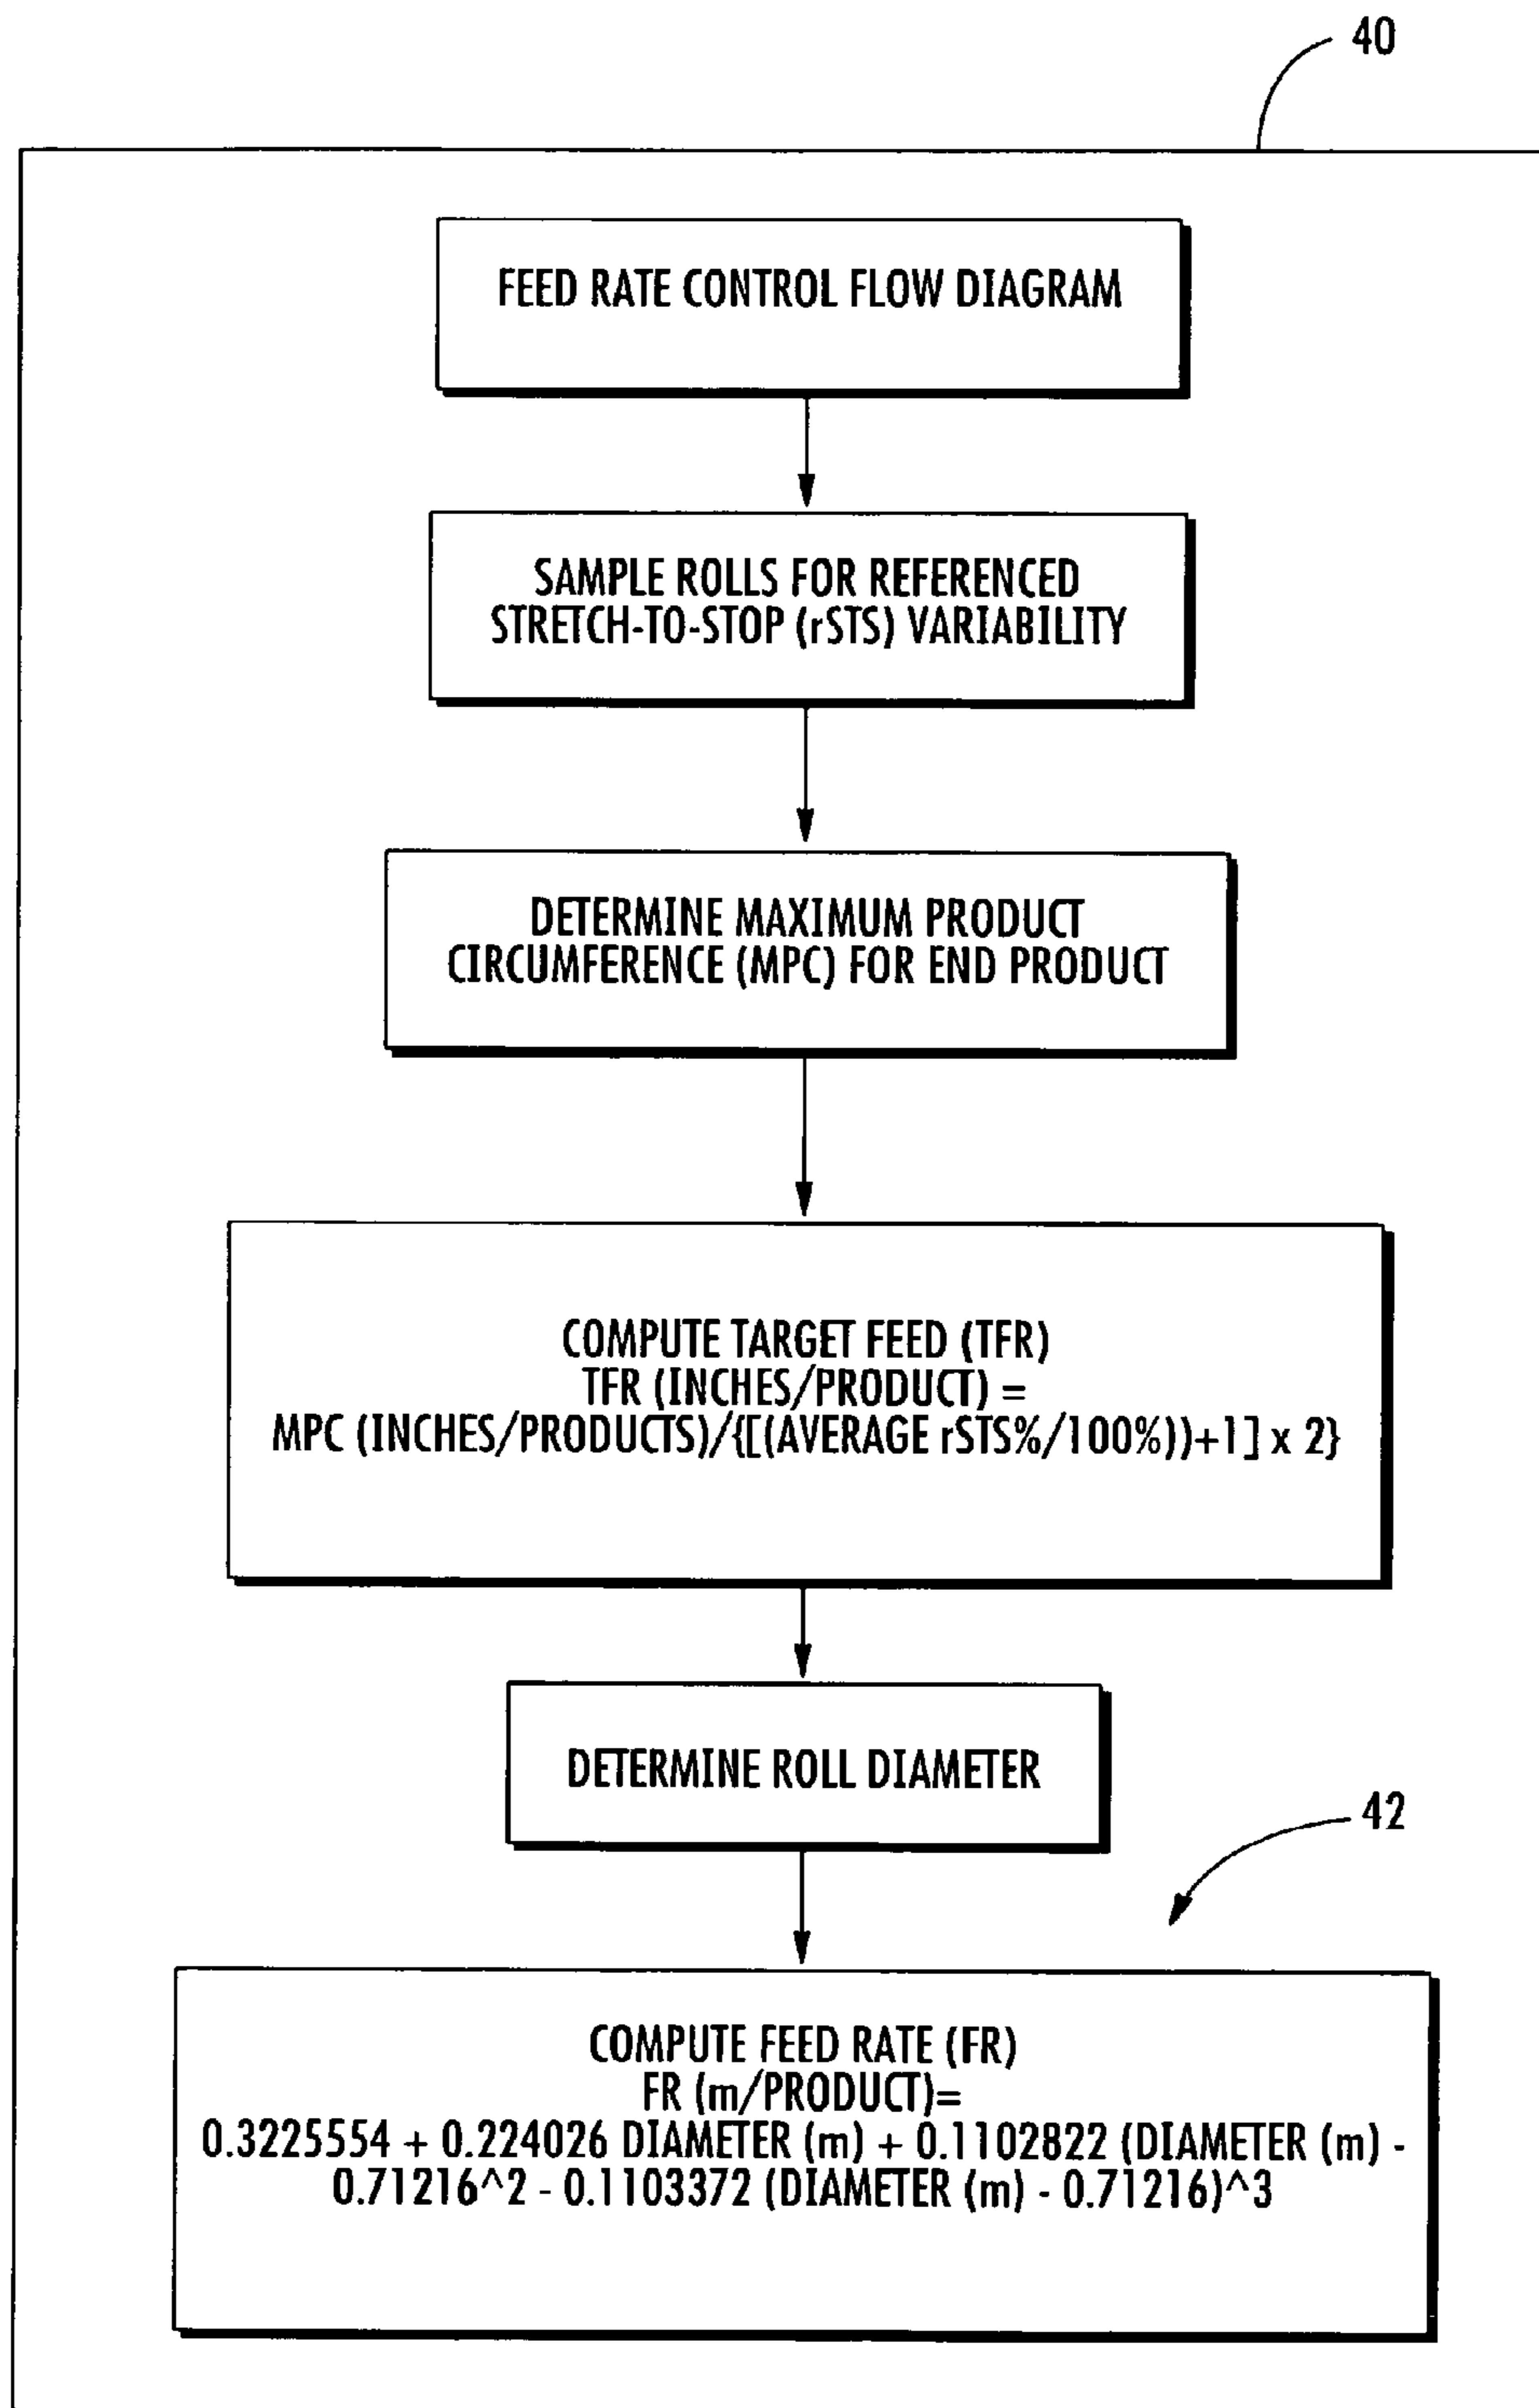 40
FEED RATE CONTROL FLOW DIAGRAM
SAMPLE ROLLS FOR REFERENCED
STRETCH-TO-STOP (rSTS) VARIABILITY
DETERMINE MAXIMUM PRODUCT
CIRCUMFERENCE (MPC) FOR END PRODUCT
COMPUTE TARGET FEED (TFR)
TFR (INCHES/PRODUCT) =
MPC (INCHES/PRODUCTS)/{[(AVERAGE rSTS%/100%))+1] x 2}
DETERMINE ROLL DIAMETER
42
COMPUTE FEED RATE (FR)
FR (m/PRODUCT)=
0.3225554 + 0.224026 DIAMETER (m) + 0.1102822 (DIAMETER (m) -
0.71216^2 - 0.1103372 (DIAMETER (m) - 0.71216)^3